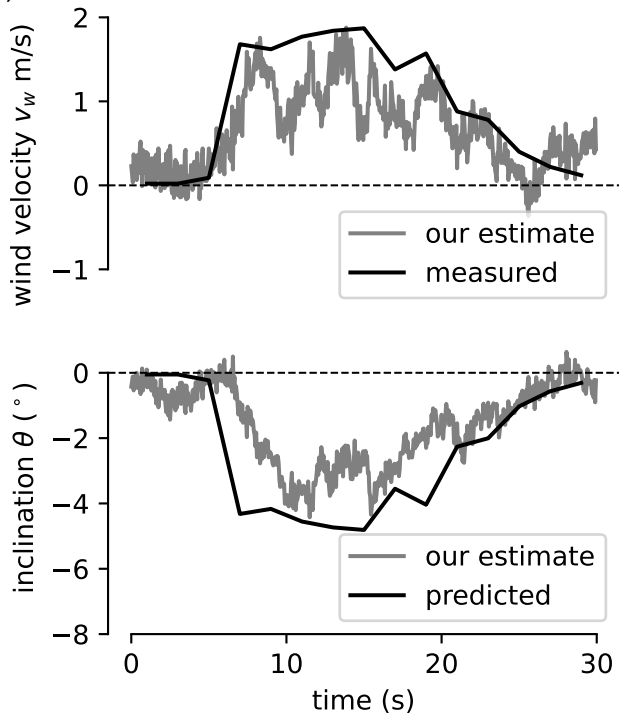 )
wind velocity v_w m/s)
2
1
0
−1
our estimate
measured
inclination θ (°)
0
−2
−4
−6
−8
our estimate
predicted
0 10 20 30
time (s)